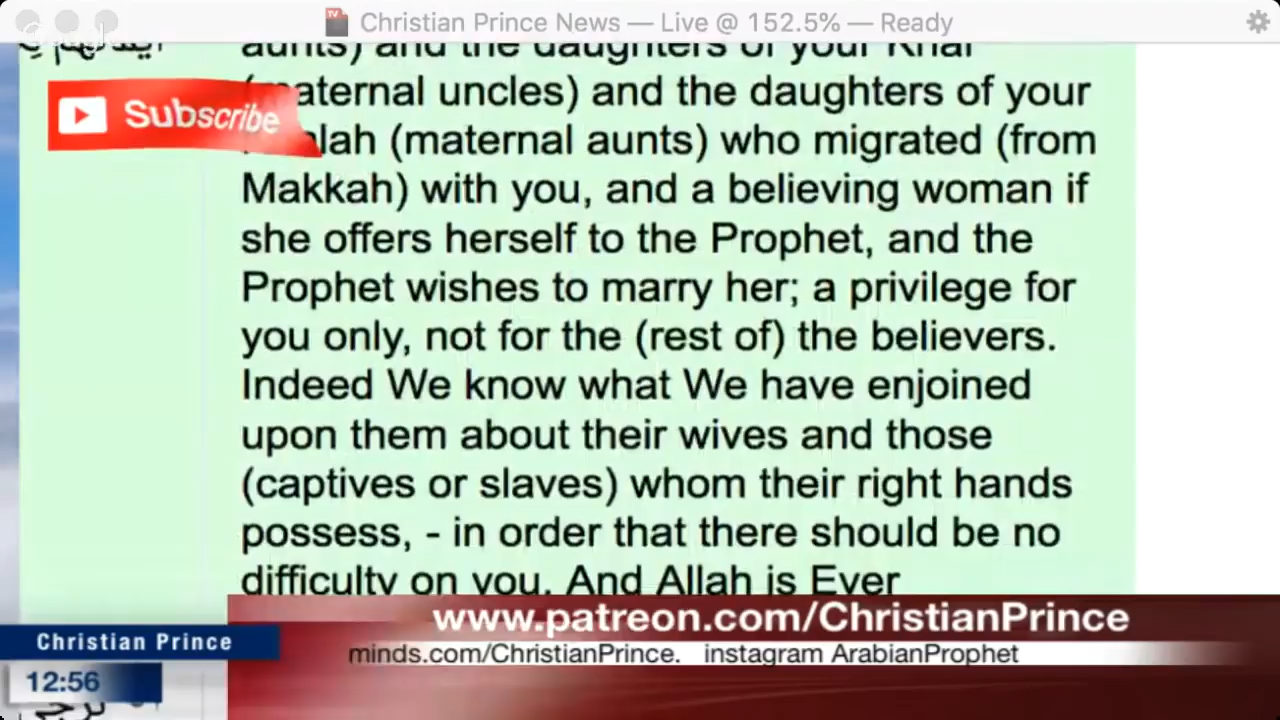 Christian Prince News — Live @ 152.5% — Ready
aunts) and the daughters of your Khal
(maternal uncles) and the daughters of your
Subscribe
(maternal aunts) who migrated (from
Makkah) with you, and a believing woman if
she offers herself to the Prophet, and the
Prophet wishes to marry her; a privilege for
you only, not for the (rest of) the believers.
Indeed We know what We have enjoined
upon them about their wives and those
(captives or slaves) whom their right hands
possess, - in order that there should be no
difficulty on you. And Allah is Ever
www.patreon.com/ChristianPrince
Christian Prince
minds.com/ChristianPrince. instagram ArabianProphet
12:56